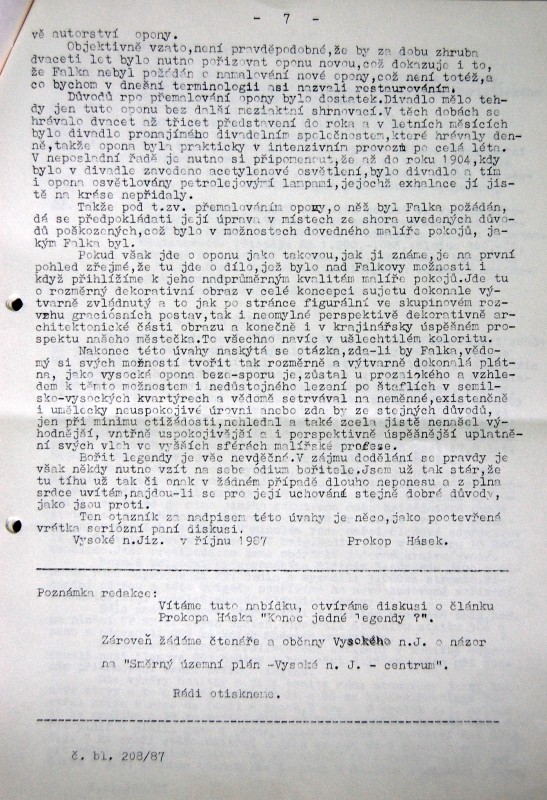 - 7 -
vě autorství opony.
Objektivně vzato,není pravděpodobné,že by za dobu zhruba
dvaceti let bylo nutno pořizovat oponu novou,což dokazuje i to,
že Falka nebyl požádán o namalování nové opony,což není totéž,a
co bychom v dnešní terminologii asi nazvali restaurováním.
Důvodů rpo přemalování opony bylo dostatek.Divadlo mělo teh-
dy jen tuto oponu bez další meziaktní shrnovací.V těch dobách se
hrávalo dvacet až třicet představení do roka a v letních měsících
bylo divadlo pronajímého divadelním společnostem,které hrávaly den-
ně,takže opona byla prakticky v intenzivním provozu po celá léta.
V neposlední řadě je nutno si připomenout,že až do roku 1904,kdy
bylo v divadle zavedeno acetylenové osvětlení,bylo divadlo a tím
i opona osvětlovány petrolejovými lampami,jejochž exhalace jí jis-
tě na kráse nepřidaly.
Takže pod t.zv. přemalováním opony,o něž byl Falka požádán,
dá se předpokládati její úprava v místech ze shora uvedených důvo-
dů poškozených,což bylo v možnostech dovedného malíře pokojů, ja-
kým Falka byl.
Pokud však jde o oponu jako takovou,jak ji známe,je na první
pohled zřejmé,že tu jde o dílo,jež bylo nad Falkovy možnosti i
když přihlížíme k jeho nadprůměrným kvalitám malíře pokojů.Jde tu
o rozměrný dekorativní obraz v celé koncepci sujetu dokonale vý-
tvarně zvládnutý a to jak po stránce figurální ve skupinovém roz-
vrhu graciósních postav,tak i neomylné perspektivě dekorativně ar-
chitektonické části obrazu a konečně i v krajinářsky úspěšném pro-
spektu našeho městečka.To všechno navíc v ušlechtilém koloritu.
Nakonec této úvahy naskýtá se otázka,zda-li by Falka,vědo-
mý si svých možností tvořit tak rozměrná a výtvarně dokonalá plát-
na, jako vysocká opona beze-sporu je,zůstal u prozaického a vzhle-
dem k těmto možnostem i nedůstojného lezení po štaflích v semil-
sko-vysockých kvartýrech a vědomě setrvával na neměnné,existenčně
i umělecky neuspokojivé úrovni anebo zda by ze stejných důvodů,
jen při minimu ctižádosti,nehledal a také zcela jistě nenašel vý-
hodnější, vnitřně uspokojivější a i perspektivně úspěšnější uplatně-
ní svých vloh ve vyšších sférách malířské profese.
Bořit legendy je věc nevděčná.V zájmu dodělání se pravdy je
však někdy nutno vzít na sebe ódium bořitele.Jsem už tak stár,že
tu tíhu už tak či onak v žádném případě dlouho neponesu a z plna
srdce uvítám,najdou-li se pro její uchování stejně dobré důvody,
jako jsou proti.
Ten otazník za nadpisem této úvahy je něco,jako pootevřená
vrátka seriózní paní diskusi.
Vysoké n.Jiz. v říjnu 1987 Prokop Hásek.
Poznámka redakce:
Vítáme tuto nabídku, otvíráme diskusi o článku
Prokopa Háska "Konec jedné legendy ?".
Zároveň žádáme čtenáře a občany Vysokého n.J. o názor
na "Směrný územní plán -Vysoké n. J. - centrum".
Rádi otiskneme.
č. bl. 208/87